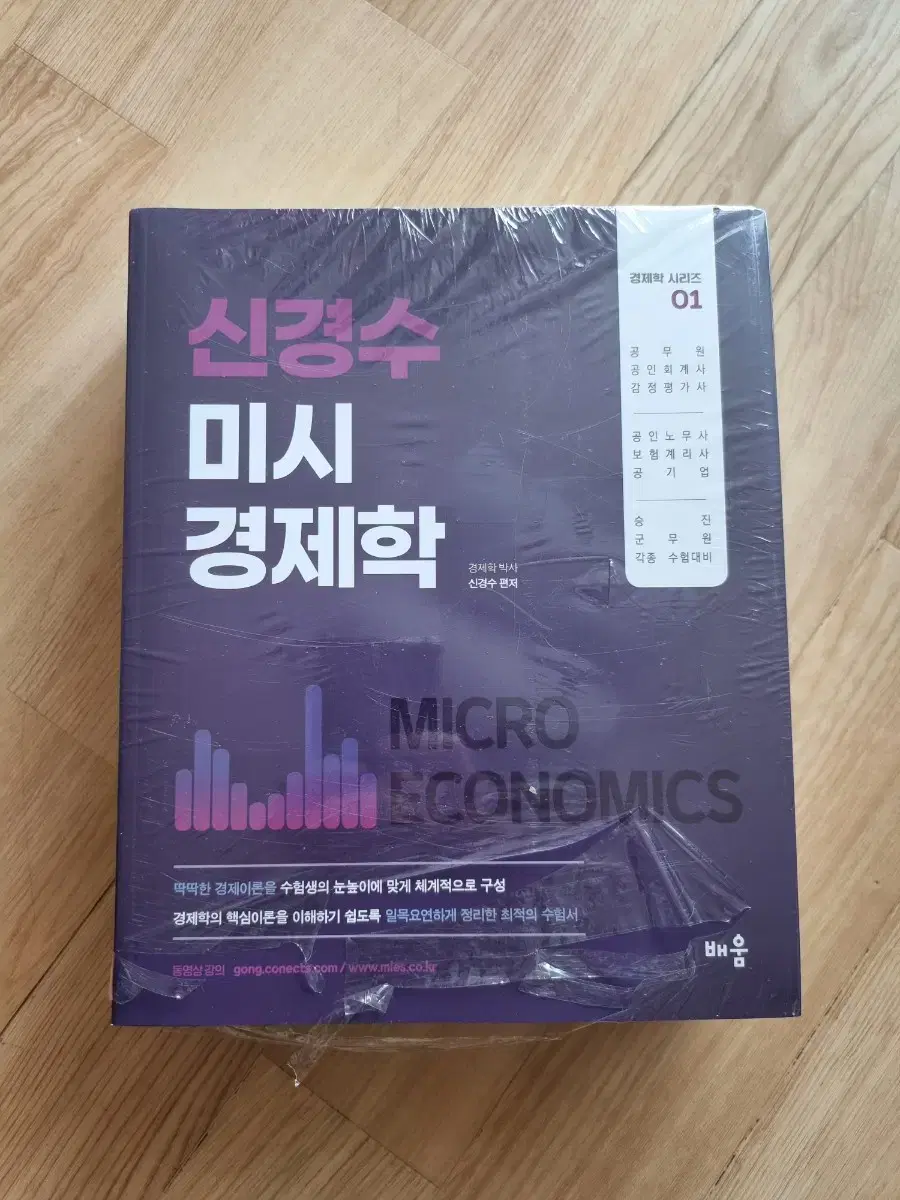 경제학 시리즈
01
공무원
공인회계사
감정평가사
공인노무사
보험계리사
공기업
승진
군무원
각종 수험대비
신경수
미시
경제학
경제학 박사
신경수 편저
MICRO
ECONOMICS
딱딱한 경제이론을 수험생의 눈높이에 맞게 체계적으로 구성
경제학의 핵심이론을 이해하기 쉽도록 일목요연하게 정리한 최적의 수험서
동영상강의 gong.conects.com / www.mles.co.kr
배움